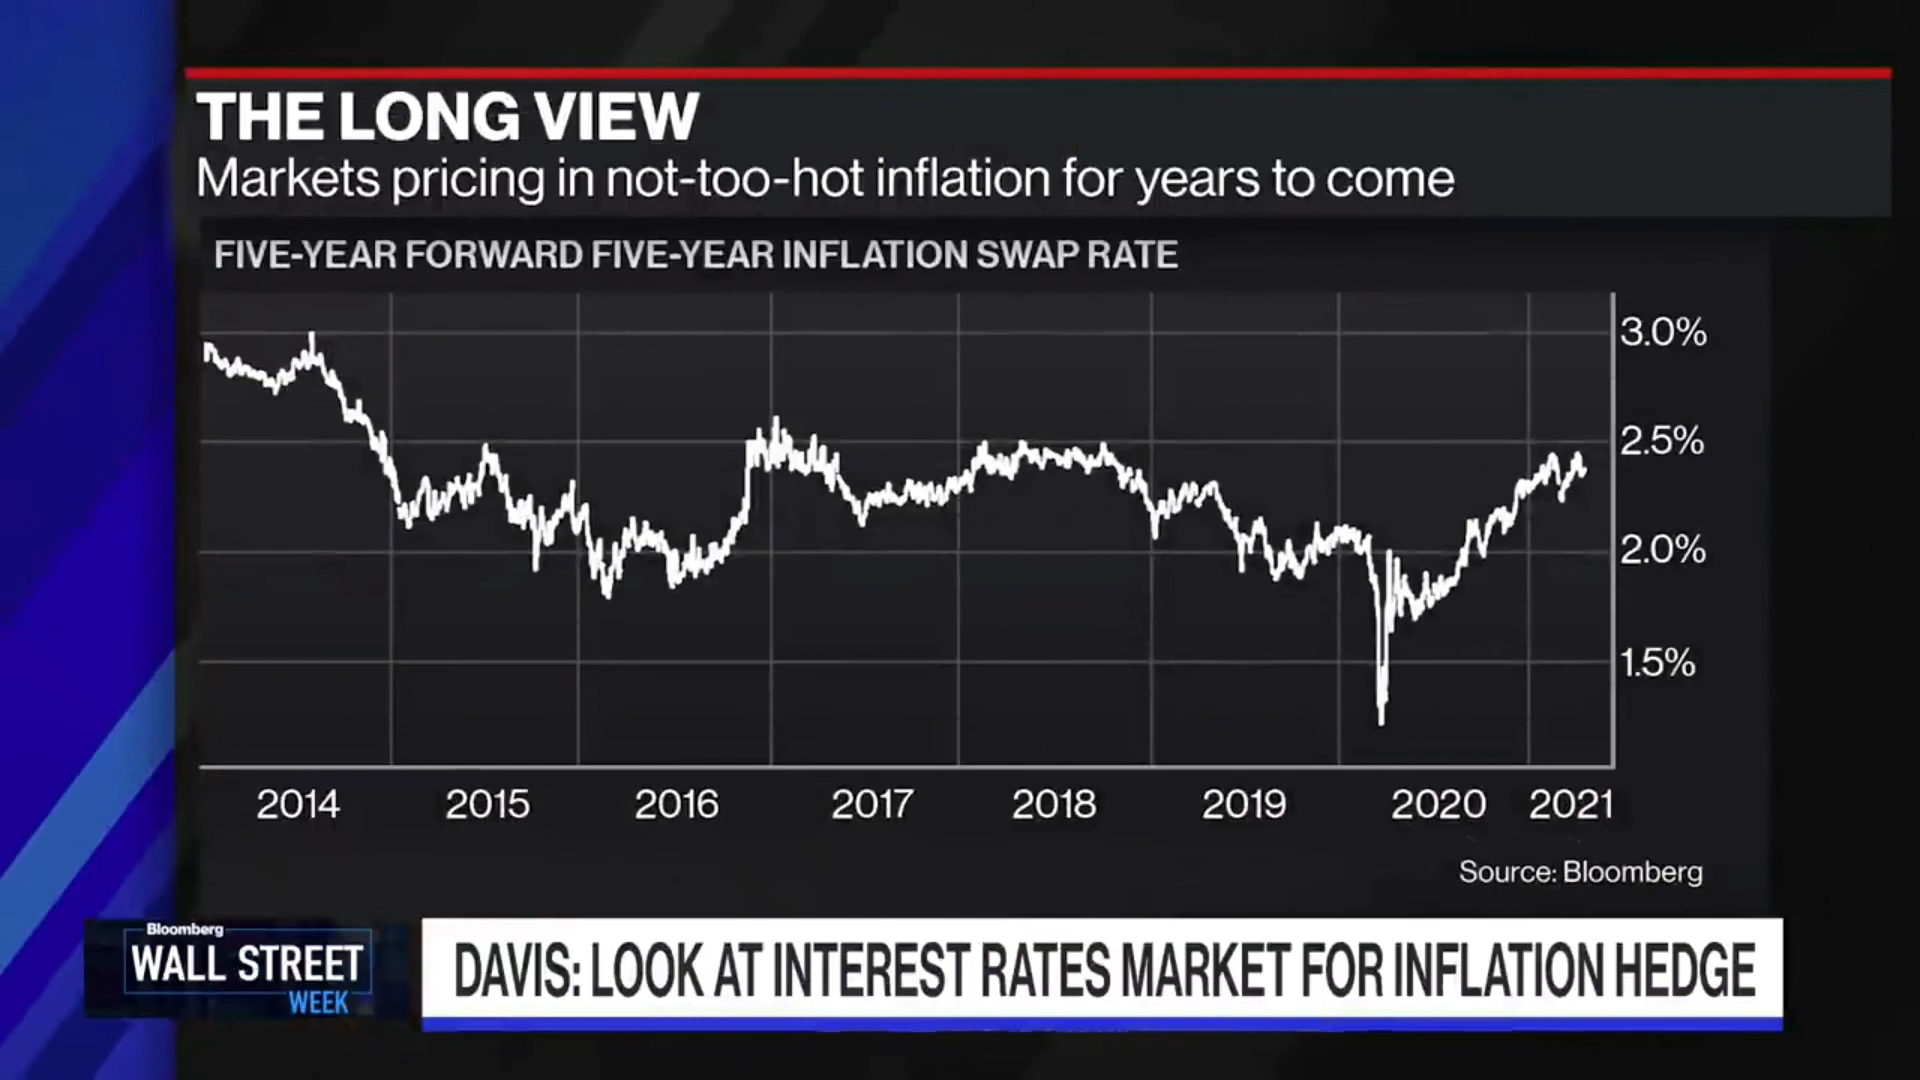 THE LONG VIEW
Markets pricing in not-too-hot inflation for years to come
FIVE-YEAR FORWARD FIVE-YEAR INFLATION SWAP RATE
3.0%
2.5%
2.0%
1.5%
2014 2015 2016 2017 2018 2019 2020 2021
Source: Bloomberg
Bloomberg
WALL STREET
WEEK
DAVIS: LOOK AT INTEREST RATES MARKET FOR INFLATION HEDGE